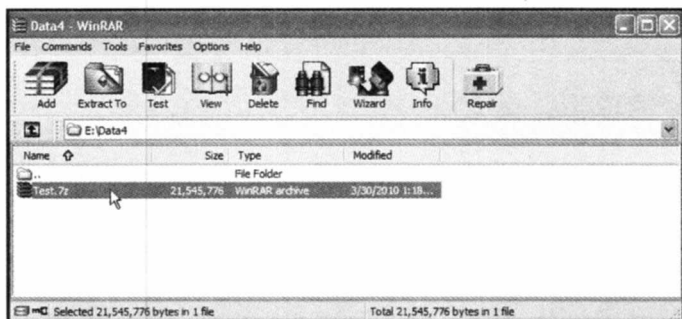 Data4 - WinRAR
File Commands Tools Favorites Options Help
Add Extract To Test View Delete Find Wizard Info Repair
E:\Data4
Name Size Type Modified
.. File Folder
Test.7z 21,545,776 WinRAR archive 3/30/2010 1:18...
Selected 21,545,776 bytes in 1 file Total 21,545,776 bytes in 1 file